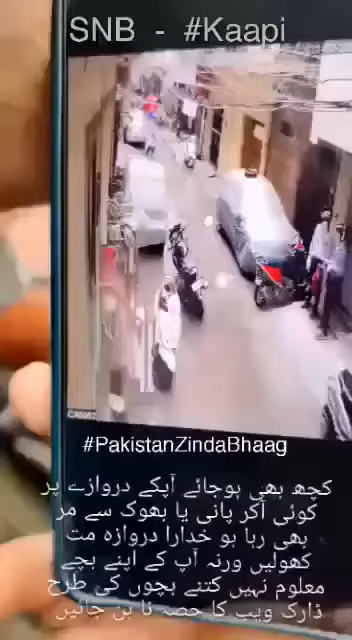 SNB - #Kaapi
#PakistanZindaBhaag
کچھ بھی ہوجائے آپکے دروازے پر
کوئی آکر پانی یا بھوک سے مر
بھی رہا ہو خدارا دروازہ مت
کھولیں ورنہ آپ کے اپنے بچے
معلوم نہیں کتنے بچوں کی طرح
ڈارک ویب کا حصہ نا بن جائیں